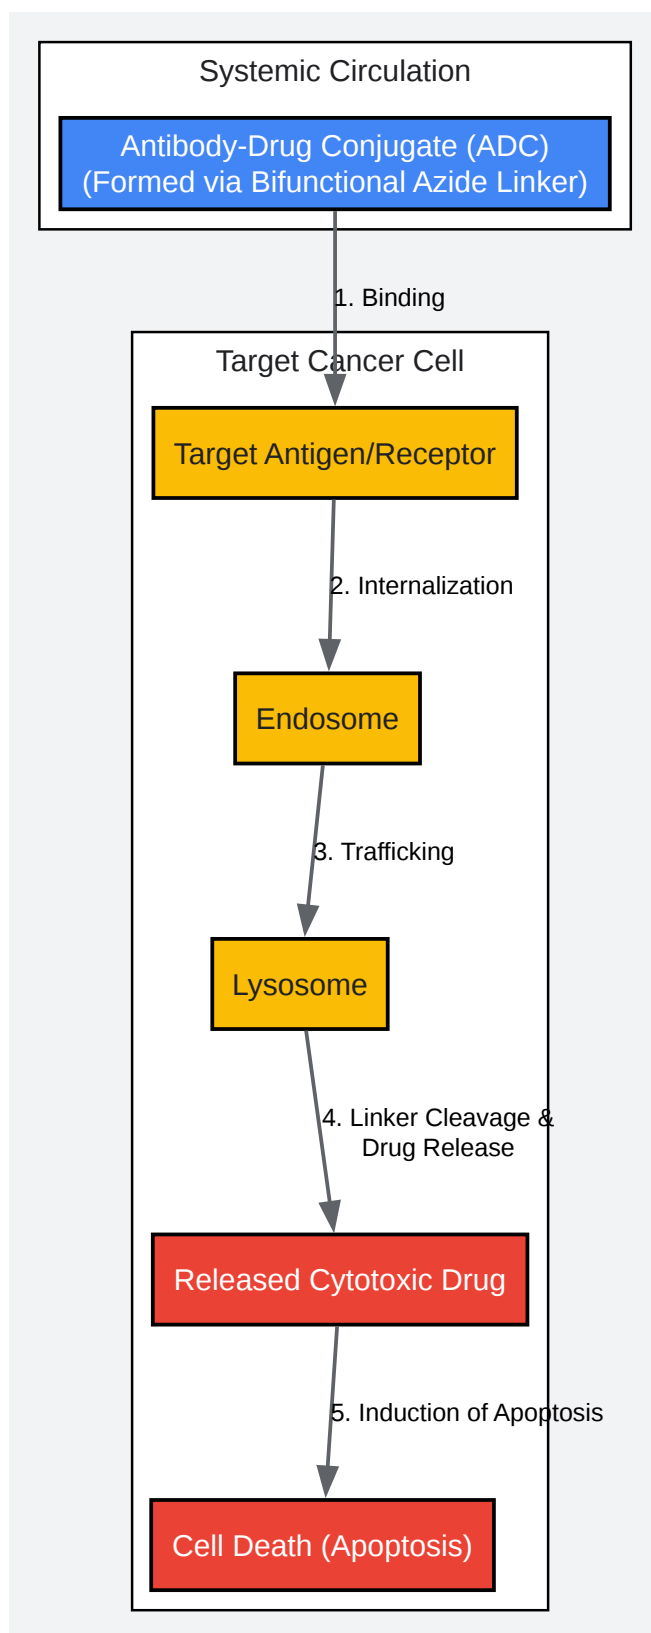 Systemic Circulation
Antibody-Drug Conjugate (ADC)
(Formed via Bifunctional Azide Linker)
1. Binding
Target Cancer Cell
Target Antigen/Receptor
2. Internalization
Endosome
3. Trafficking
Lysosome
4. Linker Cleavage &
Drug Release
Released Cytotoxic Drug
5. Induction of Apoptosis
Cell Death (Apoptosis)